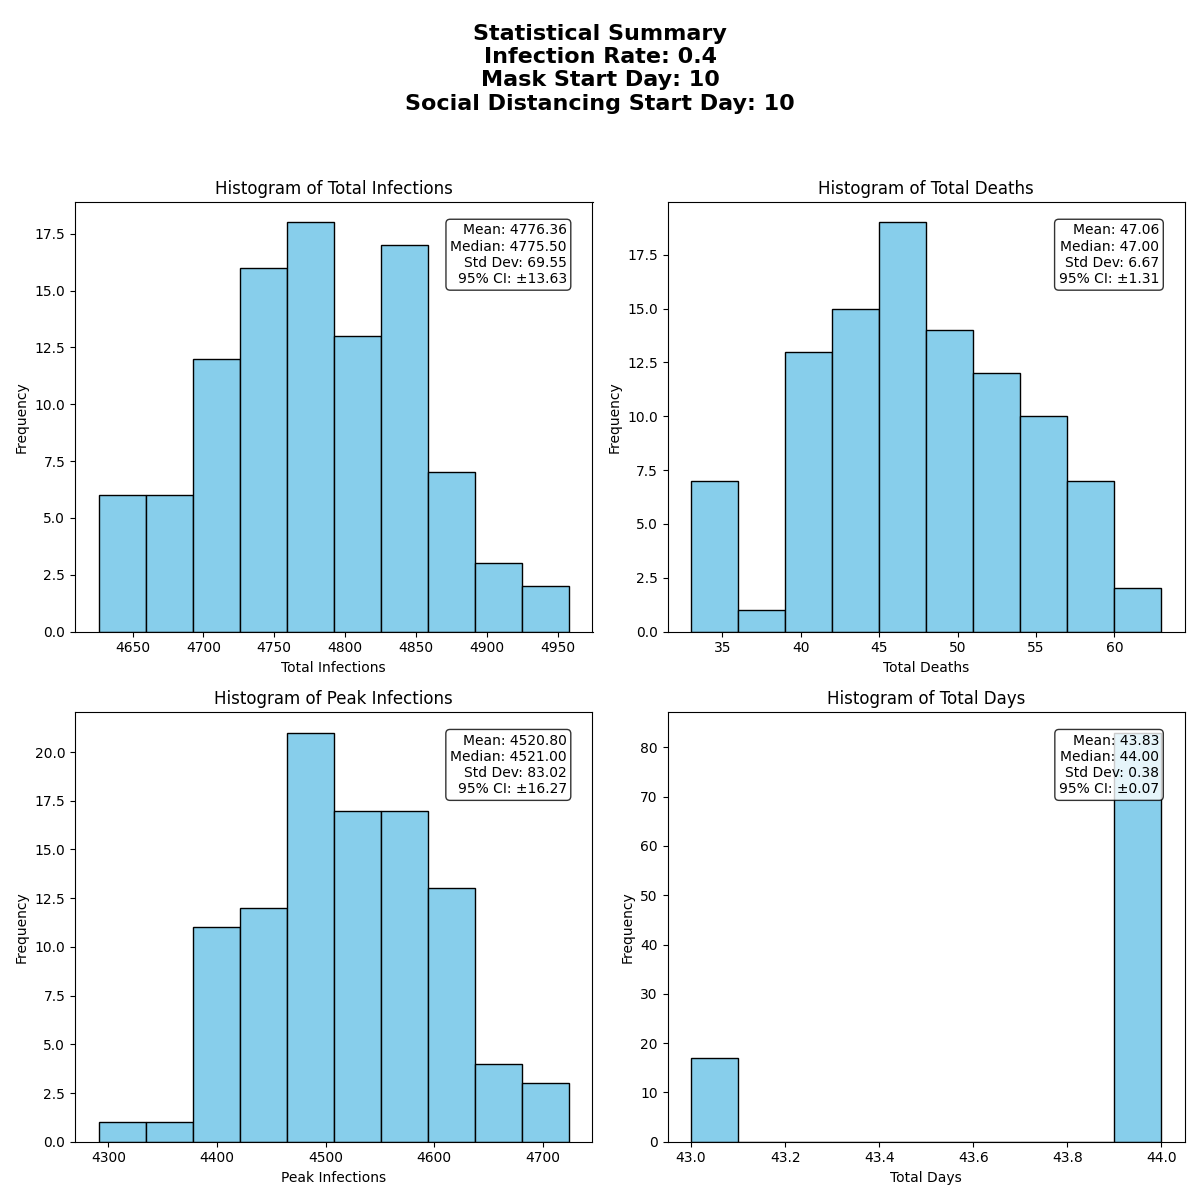 Statistical Summary
Infection Rate: 0.4
Mask Start Day: 10
Social Distancing Start Day: 10
Histogram of Total Infections
Mean: 4776.36
Median: 4775.50
Std Dev: 69.55
95% CI: ±13.63
17.5
15.0
12.5
10.0
7.5
5.0
2.5
0.0
Frequency
4650 4700 4750 4800 4850 4900 4950
Total Infections
Histogram of Total Deaths
Mean: 47.06
Median: 47.00
Std Dev: 6.67
95% CI: ±1.31
17.5
15.0
12.5
10.0
7.5
5.0
2.5
0.0
Frequency
35 40 45 50 55 60
Total Deaths
Histogram of Peak Infections
Mean: 4520.80
Median: 4521.00
Std Dev: 83.02
95% CI: ±16.27
20.0
17.5
15.0
12.5
10.0
7.5
5.0
2.5
0.0
Frequency
4300 4400 4500 4600 4700
Peak Infections
Histogram of Total Days
Mean: 43.83
Median: 44.00
Std Dev: 0.38
95% CI: ±0.07
80
70
60
50
40
30
20
10
0
Frequency
43.0 43.2 43.4 43.6 43.8 44.0
Total Days